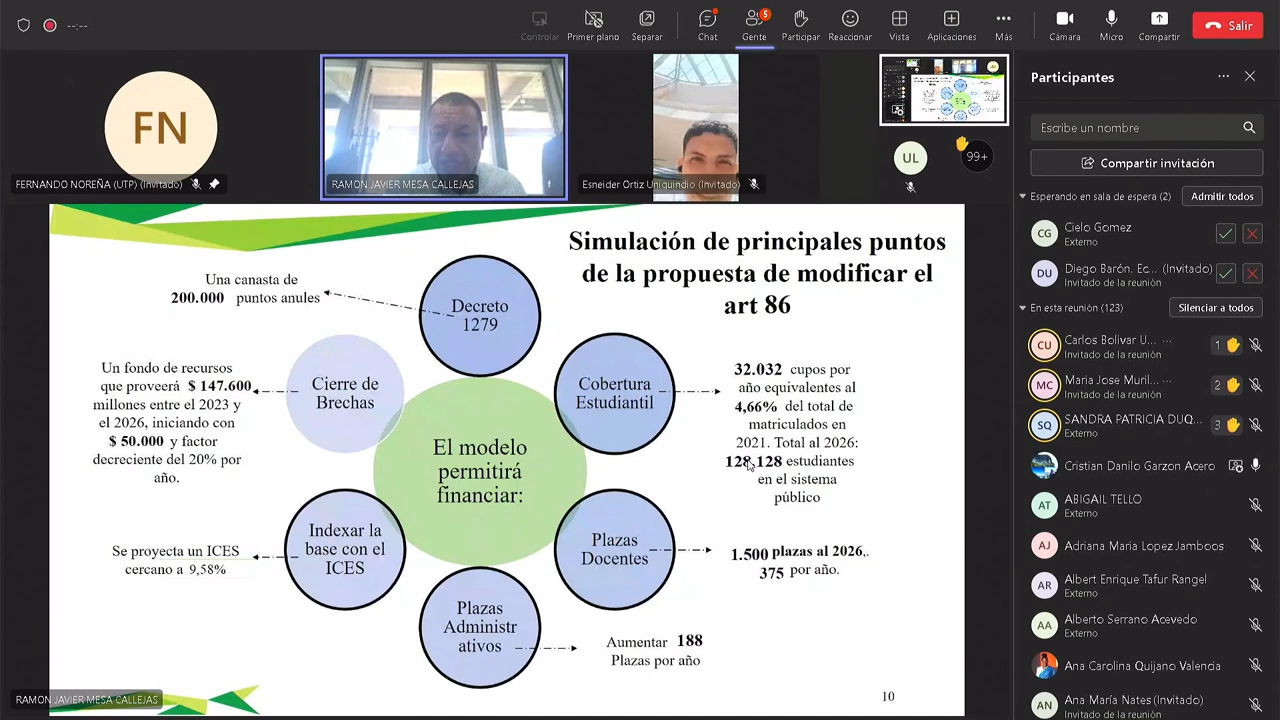 --:--
Controlar
Primer plano
Separar
Chat
5
Gente
Participar
Reaccionar
Vista
Aplicaciones
Más
Cámara
Micro
Compartir
Salir
FN
FERNANDO NOREÑA (UTP) (Invitado)
RAMON JAVIER MESA CALLEJAS
Esneider Ortiz Uniquindio (Invitado)
UL
99+
Simulación de principales puntos
de la propuesta de modificar el
art 86
Una canasta de
200.000 puntos anules
Decreto
1279
Un fondo de recursos
que proveerá $ 147.600
millones entre el 2023 y
el 2026, iniciando con
$ 50.000 y factor
decreciente del 20% por
año.
Cierre de
Brechas
Cobertura
Estudiantil
32.032 cupos por
año equivalentes al
4,66% del total de
matriculados en
2021. Total al 2026:
128.128 estudiantes
en el sistema
público
El modelo
permitirá
financiar:
Se proyecta un ICES
cercano a 9,58%
Indexar la
base con el
ICES
Plazas
Docentes
1.500 plazas al 2026,.
375 por año.
Plazas
Administr
ativos
Aumentar 188
Plazas por año
10
RAMON JAVIER MESA CALLEJAS
Participantes
Escribe un nombre
Compartir invitación
Esperando en sala de espera (2)
Admitir todos
CG
Cielo Gomez
Externo
DU
Diego Barón. Ec... (Invitado)
Invitado de la reunión
En esta reunión (123)
Silenciar a todos
CU
Carlos Bolivar U... ...
Invitado de la reunión
1
MC
Maria Jose Muril... ...
Invitado de la reunión
2
SQ
SANDRA PATRICIA DUQ...
Externo
3
Cristian Danilo Garzon Acero
AT
ABIGAIL TELLO
Externo
AJ
Adriana Maria LopezJamboos
AR
Albert Enrique Tafur Rangel
AA
Alberto Serrano Acevedo
Externo
Ana Carolina Quijano Valencia
AN
Ana María Nates (Invitado)
Invitado de la reunión